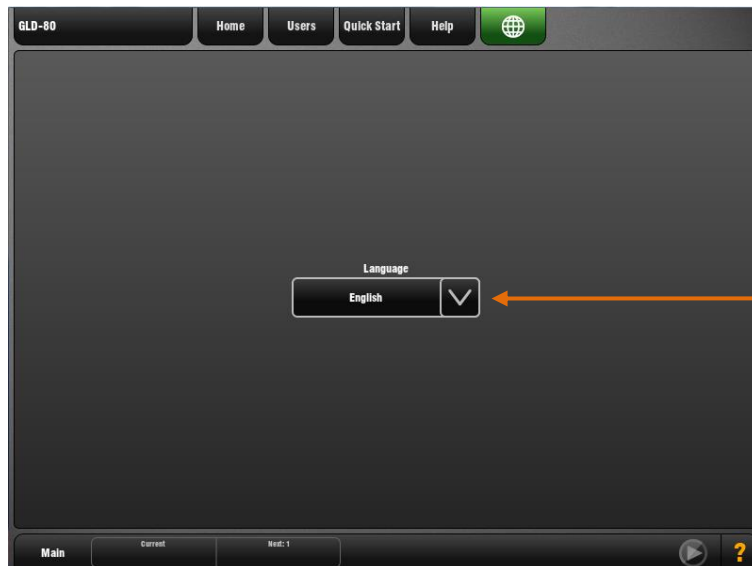 GLD-80
Home
Users
Quick Start
Help
Language
English
Main
Current
Next: 1
?